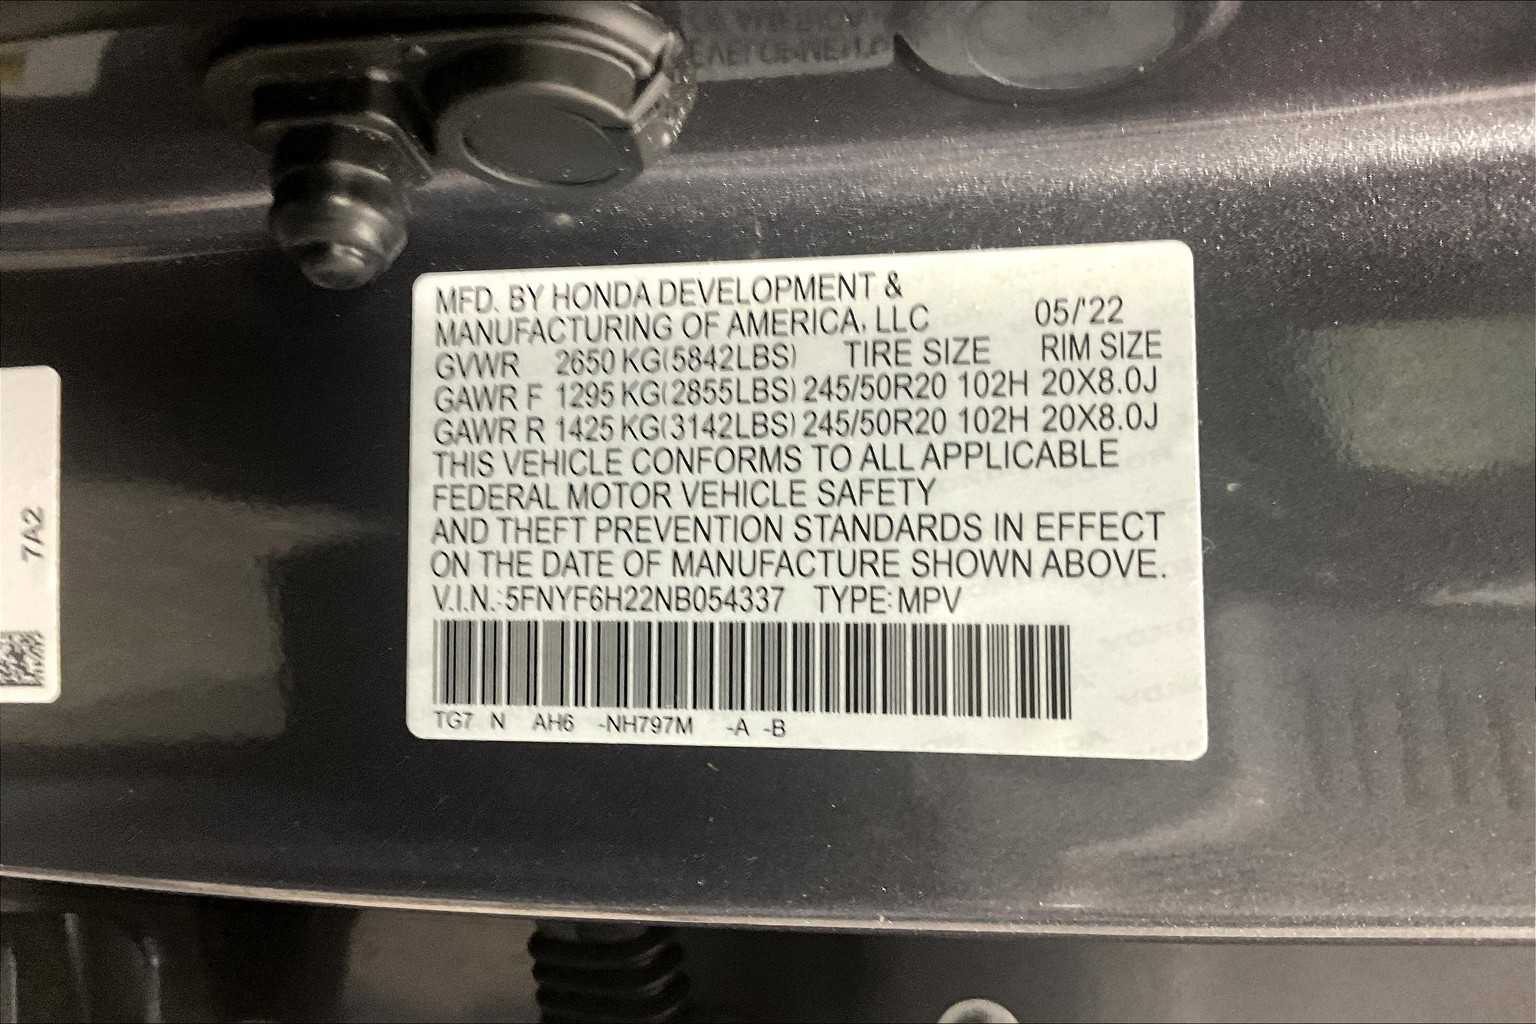 MFD. BY HONDA DEVELOPMENT &
MANUFACTURING OF AMERICA, LLC 05/'22
GVWR 2650 KG(5842LBS) TIRE SIZE RIM SIZE
GAWR F 1295 KG(2855LBS) 245/50R20 102H 20X8.0J
GAWR R 1425 KG(3142LBS) 245/50R20 102H 20X8.0J
THIS VEHICLE CONFORMS TO ALL APPLICABLE
FEDERAL MOTOR VEHICLE SAFETY
AND THEFT PREVENTION STANDARDS IN EFFECT
ON THE DATE OF MANUFACTURE SHOWN ABOVE.
V.I.N.: 5FNYF6H22NB054337 TYPE: MPV
TG7 N AH6 -NH797M -A -B
7A2